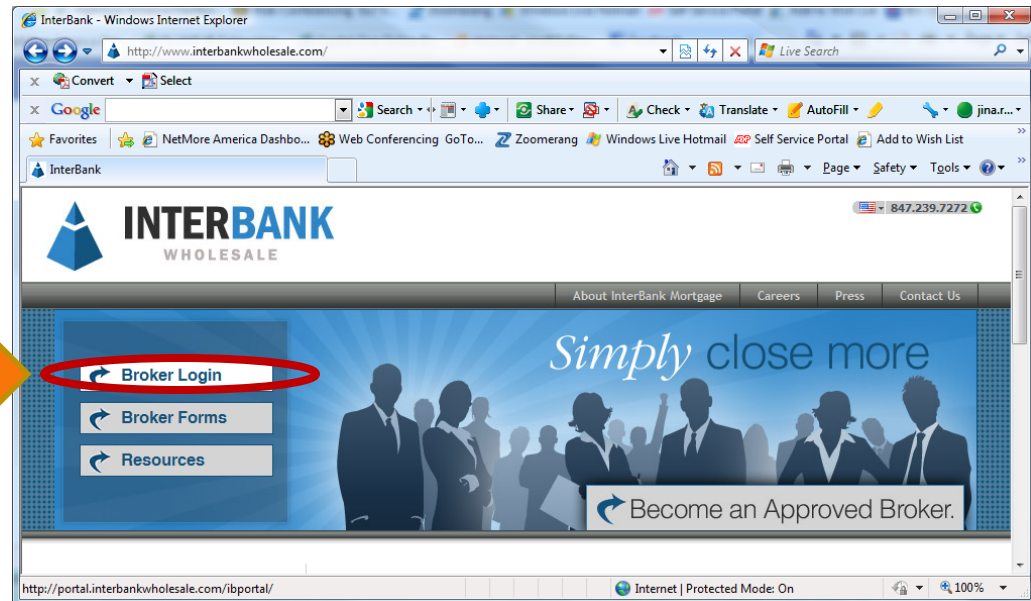 InterBank - Windows Internet Explorer
http://www.interbankwholesale.com/
Live Search
x Convert Select
x Google Search Share Check Translate AutoFill jina.r...
Favorites NetMore America Dashbo... Web Conferencing GoTo... Zoomerang Windows Live Hotmail Self Service Portal Add to Wish List
InterBank Page Safety Tools
INTERBANK
WHOLESALE
847.239.7272
About InterBank Mortgage Careers Press Contact Us
Simply close more
Broker Login
Broker Forms
Resources
Become an Approved Broker.
http://portal.interbankwholesale.com/ibportal/ Internet | Protected Mode: On 100%